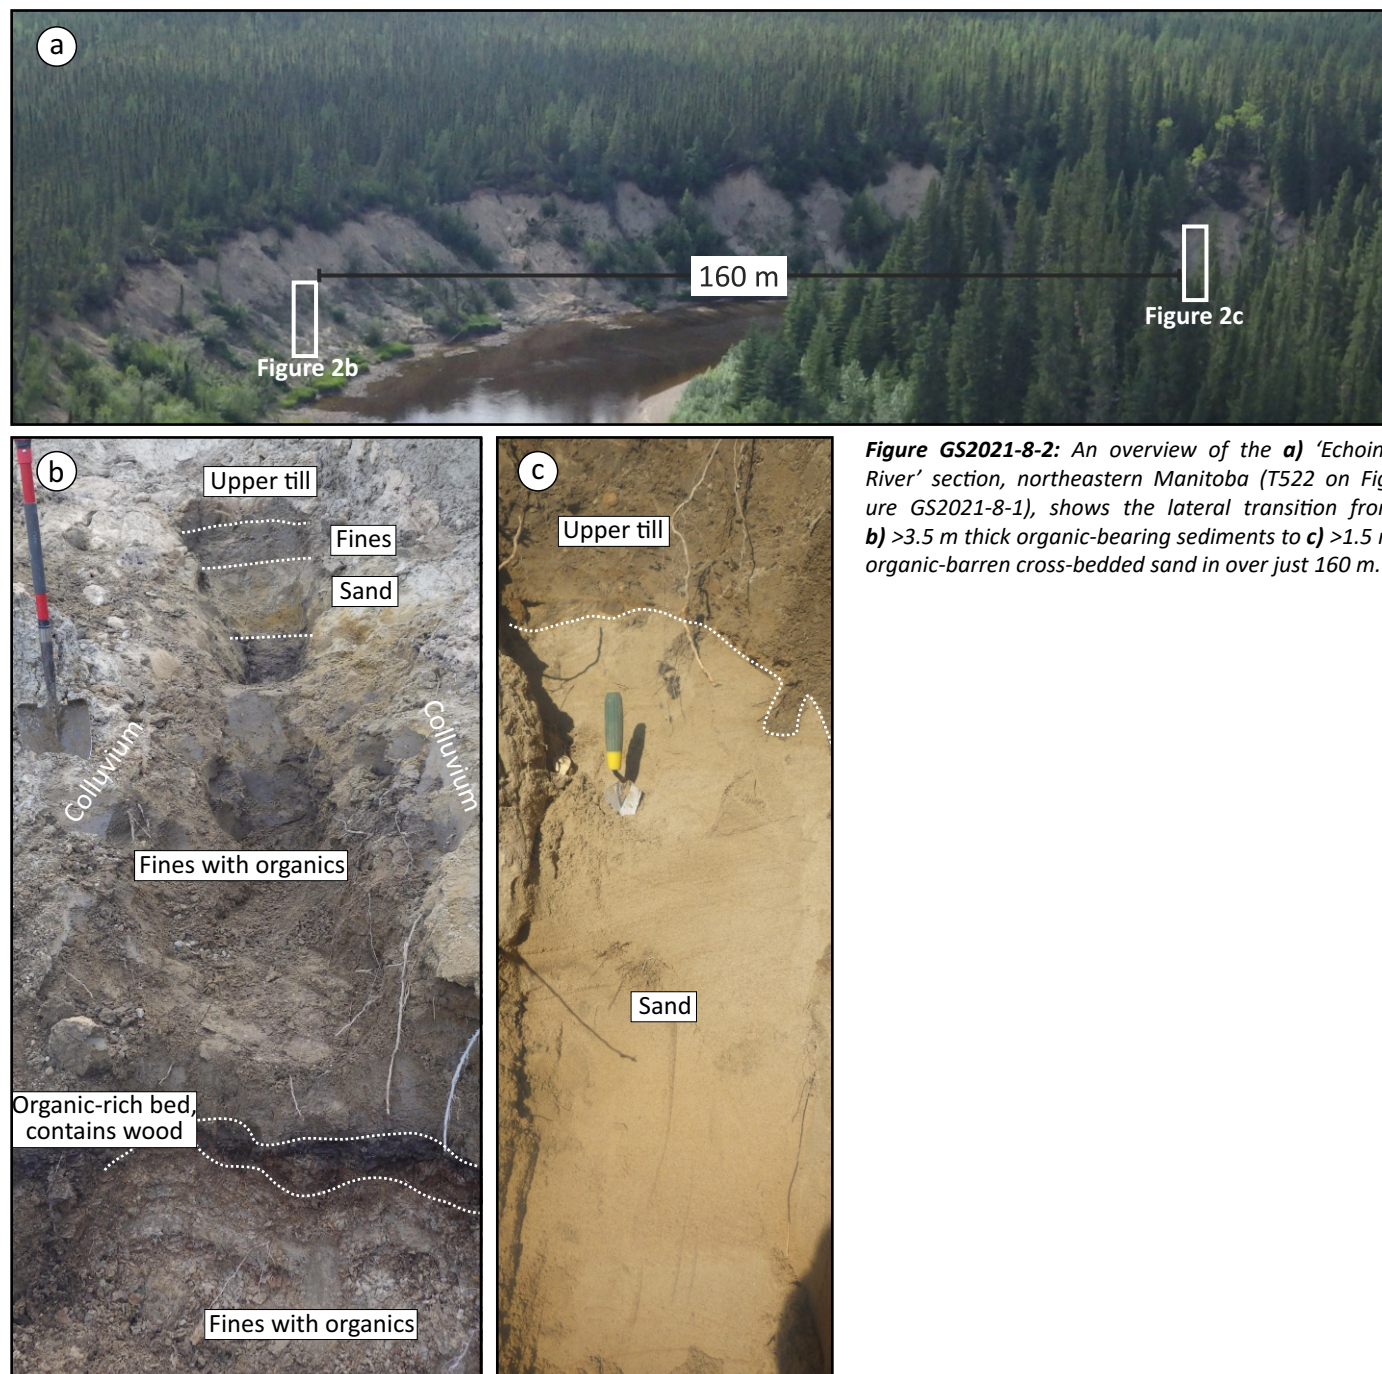 a
160 m
Figure 2c
Figure 2b
b
Upper till
Fines
Sand
Colluvium
Colluvium
Fines with organics
Organic-rich bed,
contains wood
Fines with organics
c
Upper till
Sand
Figure GS2021-8-2: An overview of the a) ‘Echoin
River’ section, northeastern Manitoba (T522 on Fig
ure GS2021-8-1), shows the lateral transition fro
b) >3.5 m thick organic-bearing sediments to c) >1.5
organic-barren cross-bedded sand in over just 160 m.